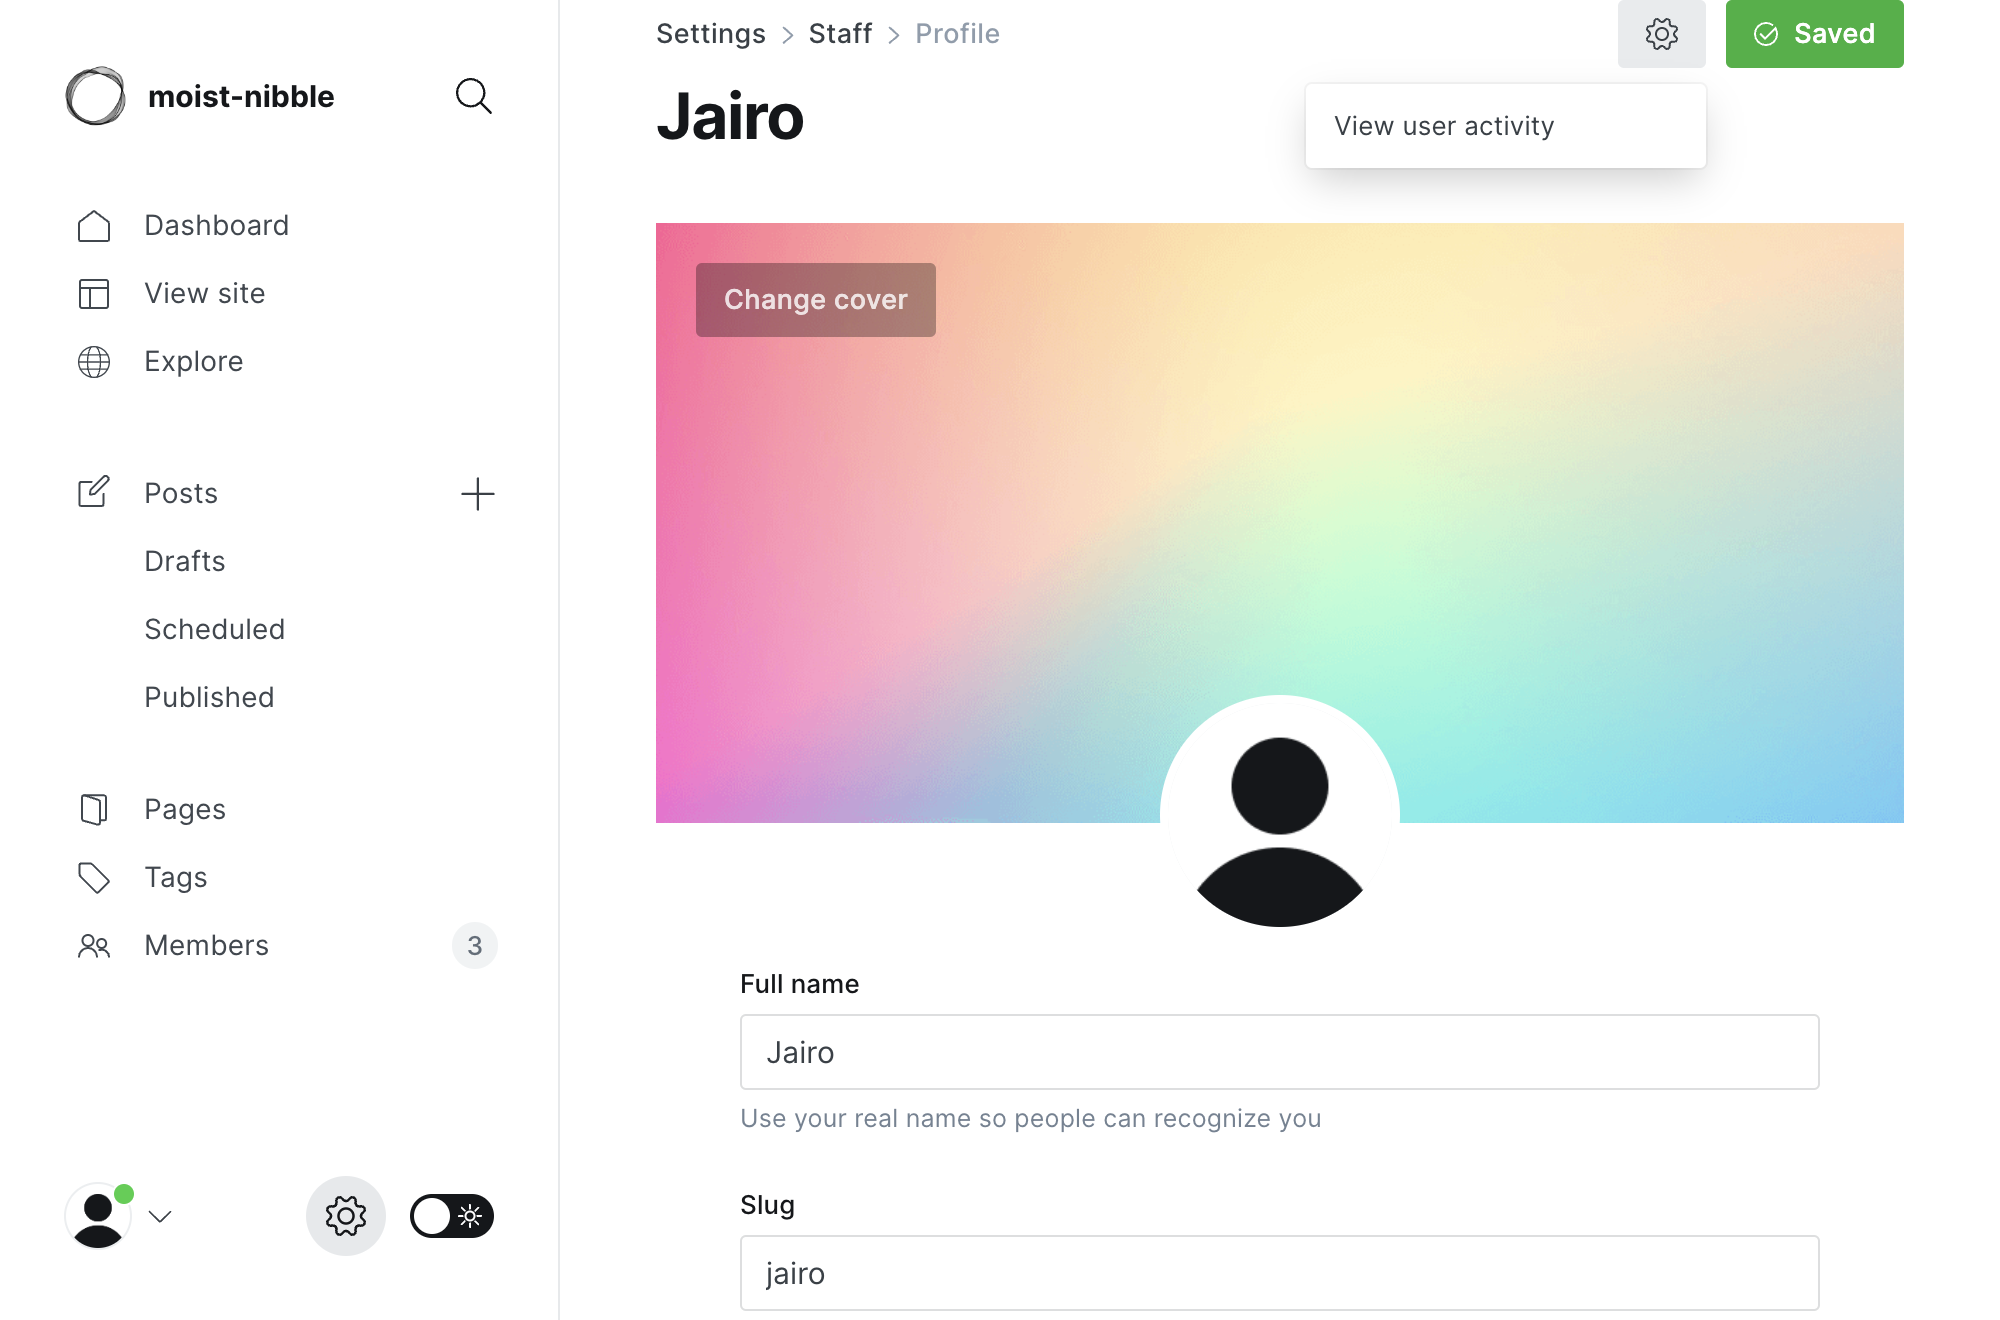 moist-nibble
Dashboard
View site
Explore
Posts
Drafts
Scheduled
Published
Pages
Tags
Members 3
Settings > Staff > Profile
Saved
Jairo
View user activity
Change cover
Full name
Jairo
Use your real name so people can recognize you
Slug
jairo